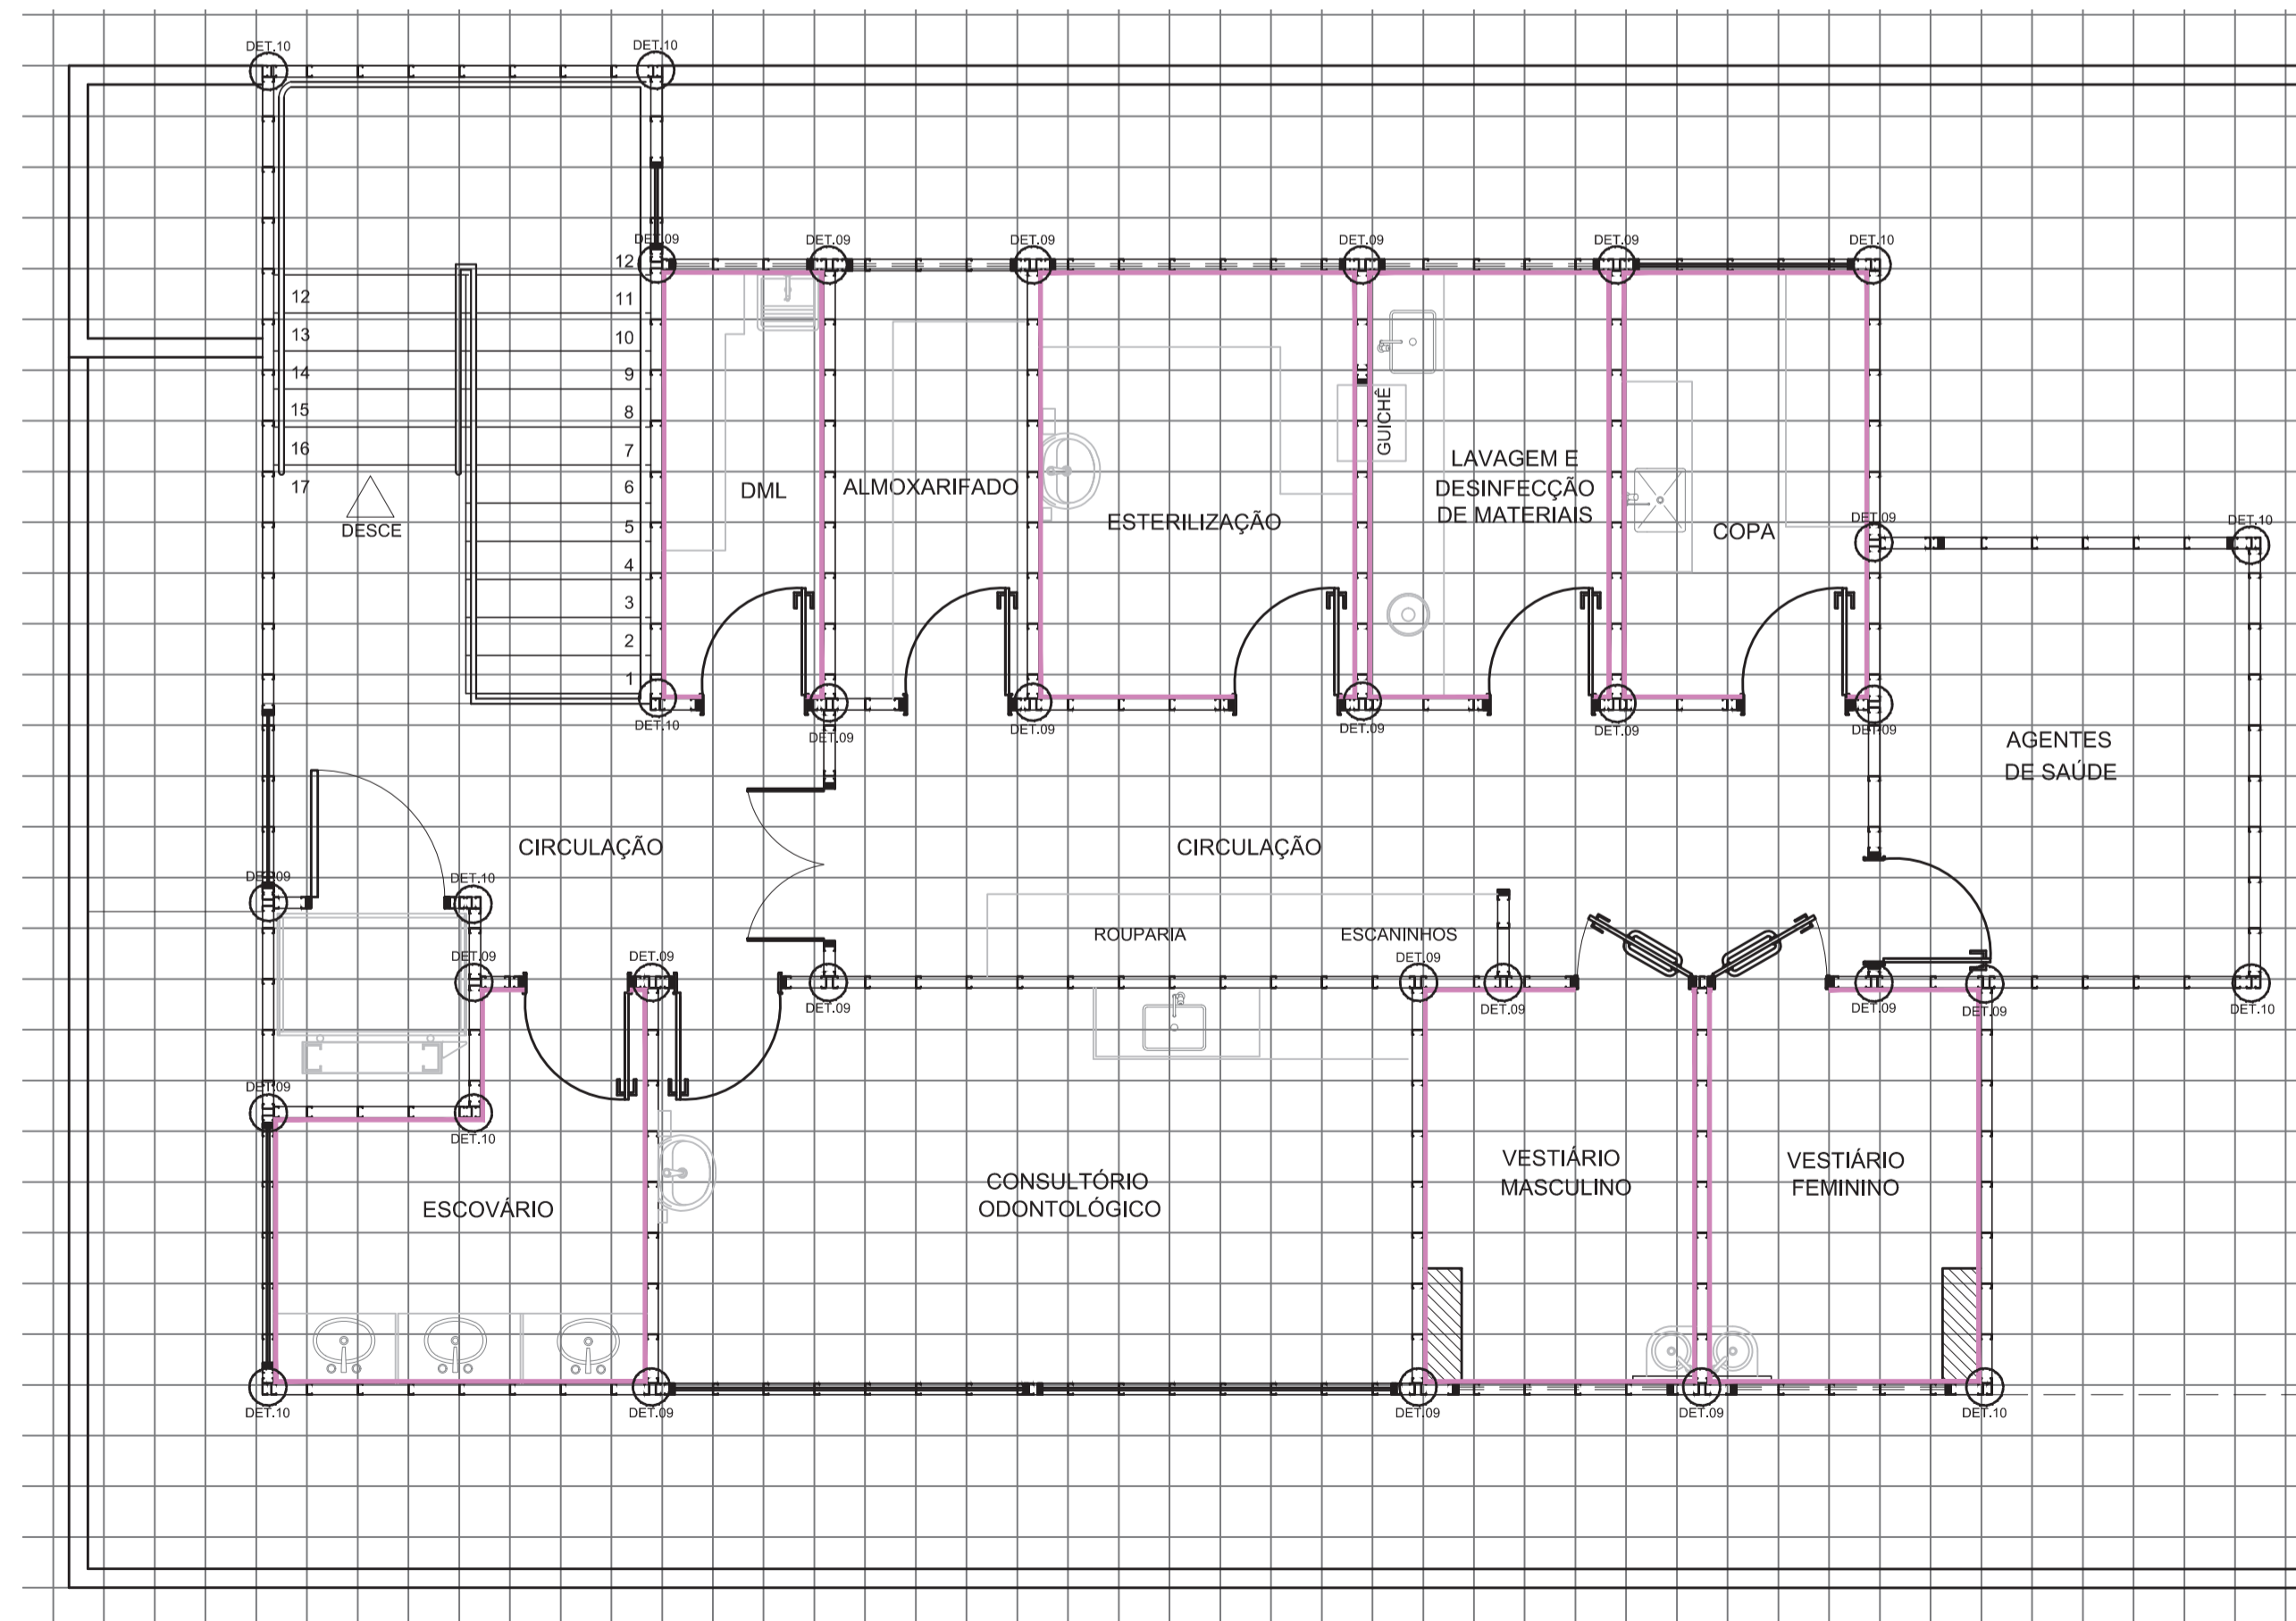 DET.10
DET.10
DET.09
DET.09
DET.09
DET.09
DET.09
DET.10
12
11
10
9
8
7
6
5
4
3
2
1
12
13
14
15
16
17
DESCE
DML
ALMOXARIFADO
ESTERILIZAÇÃO
GUICHÊ
LAVAGEM E
DESINFECÇÃO
DE MATERIAIS
COPA
DET.09
DET.10
DET.10
DET.09
DET.09
DET.09
DET.09
DET.09
AGENTES
DE SAÚDE
CIRCULAÇÃO
CIRCULAÇÃO
DET.09
DET.10
ROUPARIA
ESCANINHOS
DET.09
DET.09
DET.09
DET.09
DET.09
DET.09
DET.09
DET.10
DET.09
DET.10
ESCOVÁRIO
CONSULTÓRIO
ODONTOLÓGICO
VESTIÁRIO
MASCULINO
VESTIÁRIO
FEMININO
DET.10
DET.09
DET.09
DET.09
DET.10